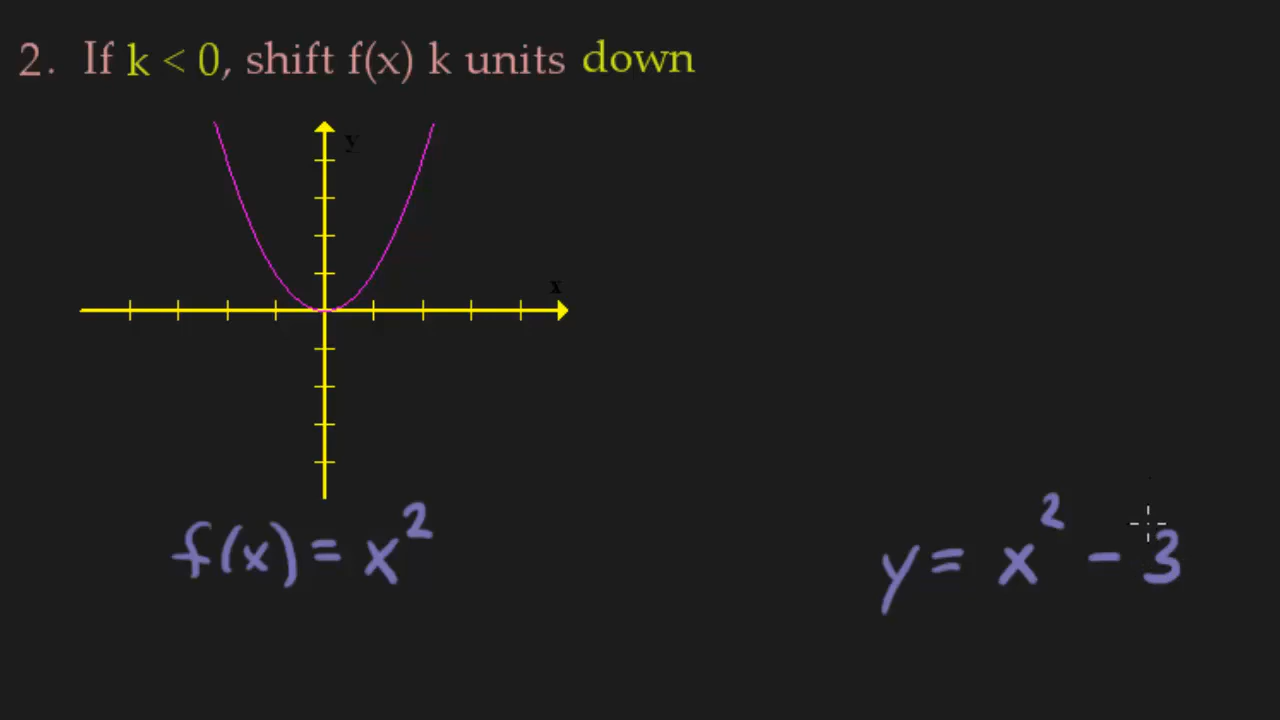 2. If k < 0, shift f(x) k units down
y
x
f(x) = x²
y = x² - 3